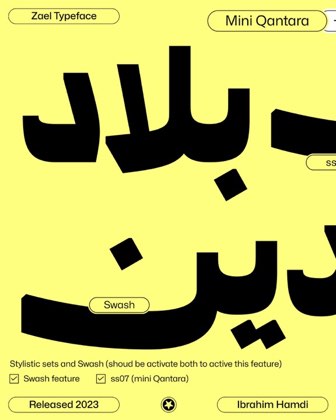 Zael Typeface
Mini Qantara
بلاد
ss
دين
Swash
Stylistic sets and Swash (shoud be activate both to active this feature)
Swash feature ss07 (mini Qantara)
Released 2023 Ibrahim Hamdi